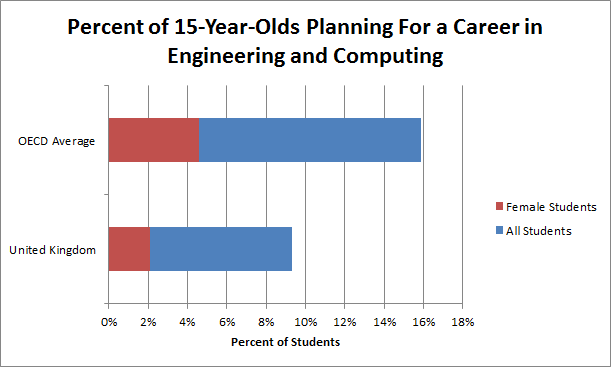 Percent of 15-Year-Olds Planning For a Career in
Engineering and Computing
OECD Average
United Kingdom
Female Students
All Students
0% 2% 4% 6% 8% 10% 12% 14% 16% 18%
Percent of Students